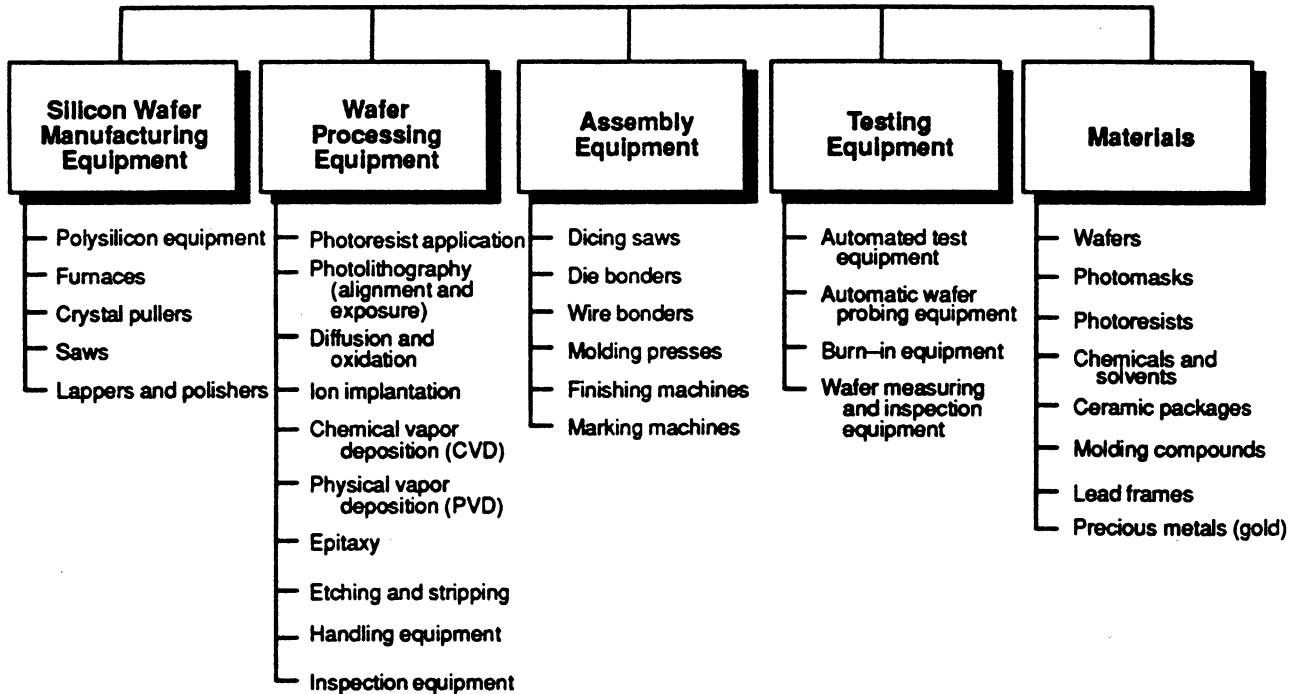 Silicon Wafer
Manufacturing
Equipment
Polysilicon equipment
Furnaces
Crystal pullers
Saws
Lappers and polishers
Wafer
Processing
Equipment
Photoresist application
Photolithography
(alignment and
exposure)
Diffusion and
oxidation
Ion implantation
Chemical vapor
deposition (CVD)
Physical vapor
deposition (PVD)
Epitaxy
Etching and stripping
Handling equipment
Inspection equipment
Assembly
Equipment
Dicing saws
Die bonders
Wire bonders
Molding presses
Finishing machines
Marking machines
Testing
Equipment
Automated test
equipment
Automatic wafer
probing equipment
Burn–in equipment
Wafer measuring
and inspection
equipment
Materials
Wafers
Photomasks
Photoresists
Chemicals and
solvents
Ceramic packages
Molding compounds
Lead frames
Precious metals (gold)